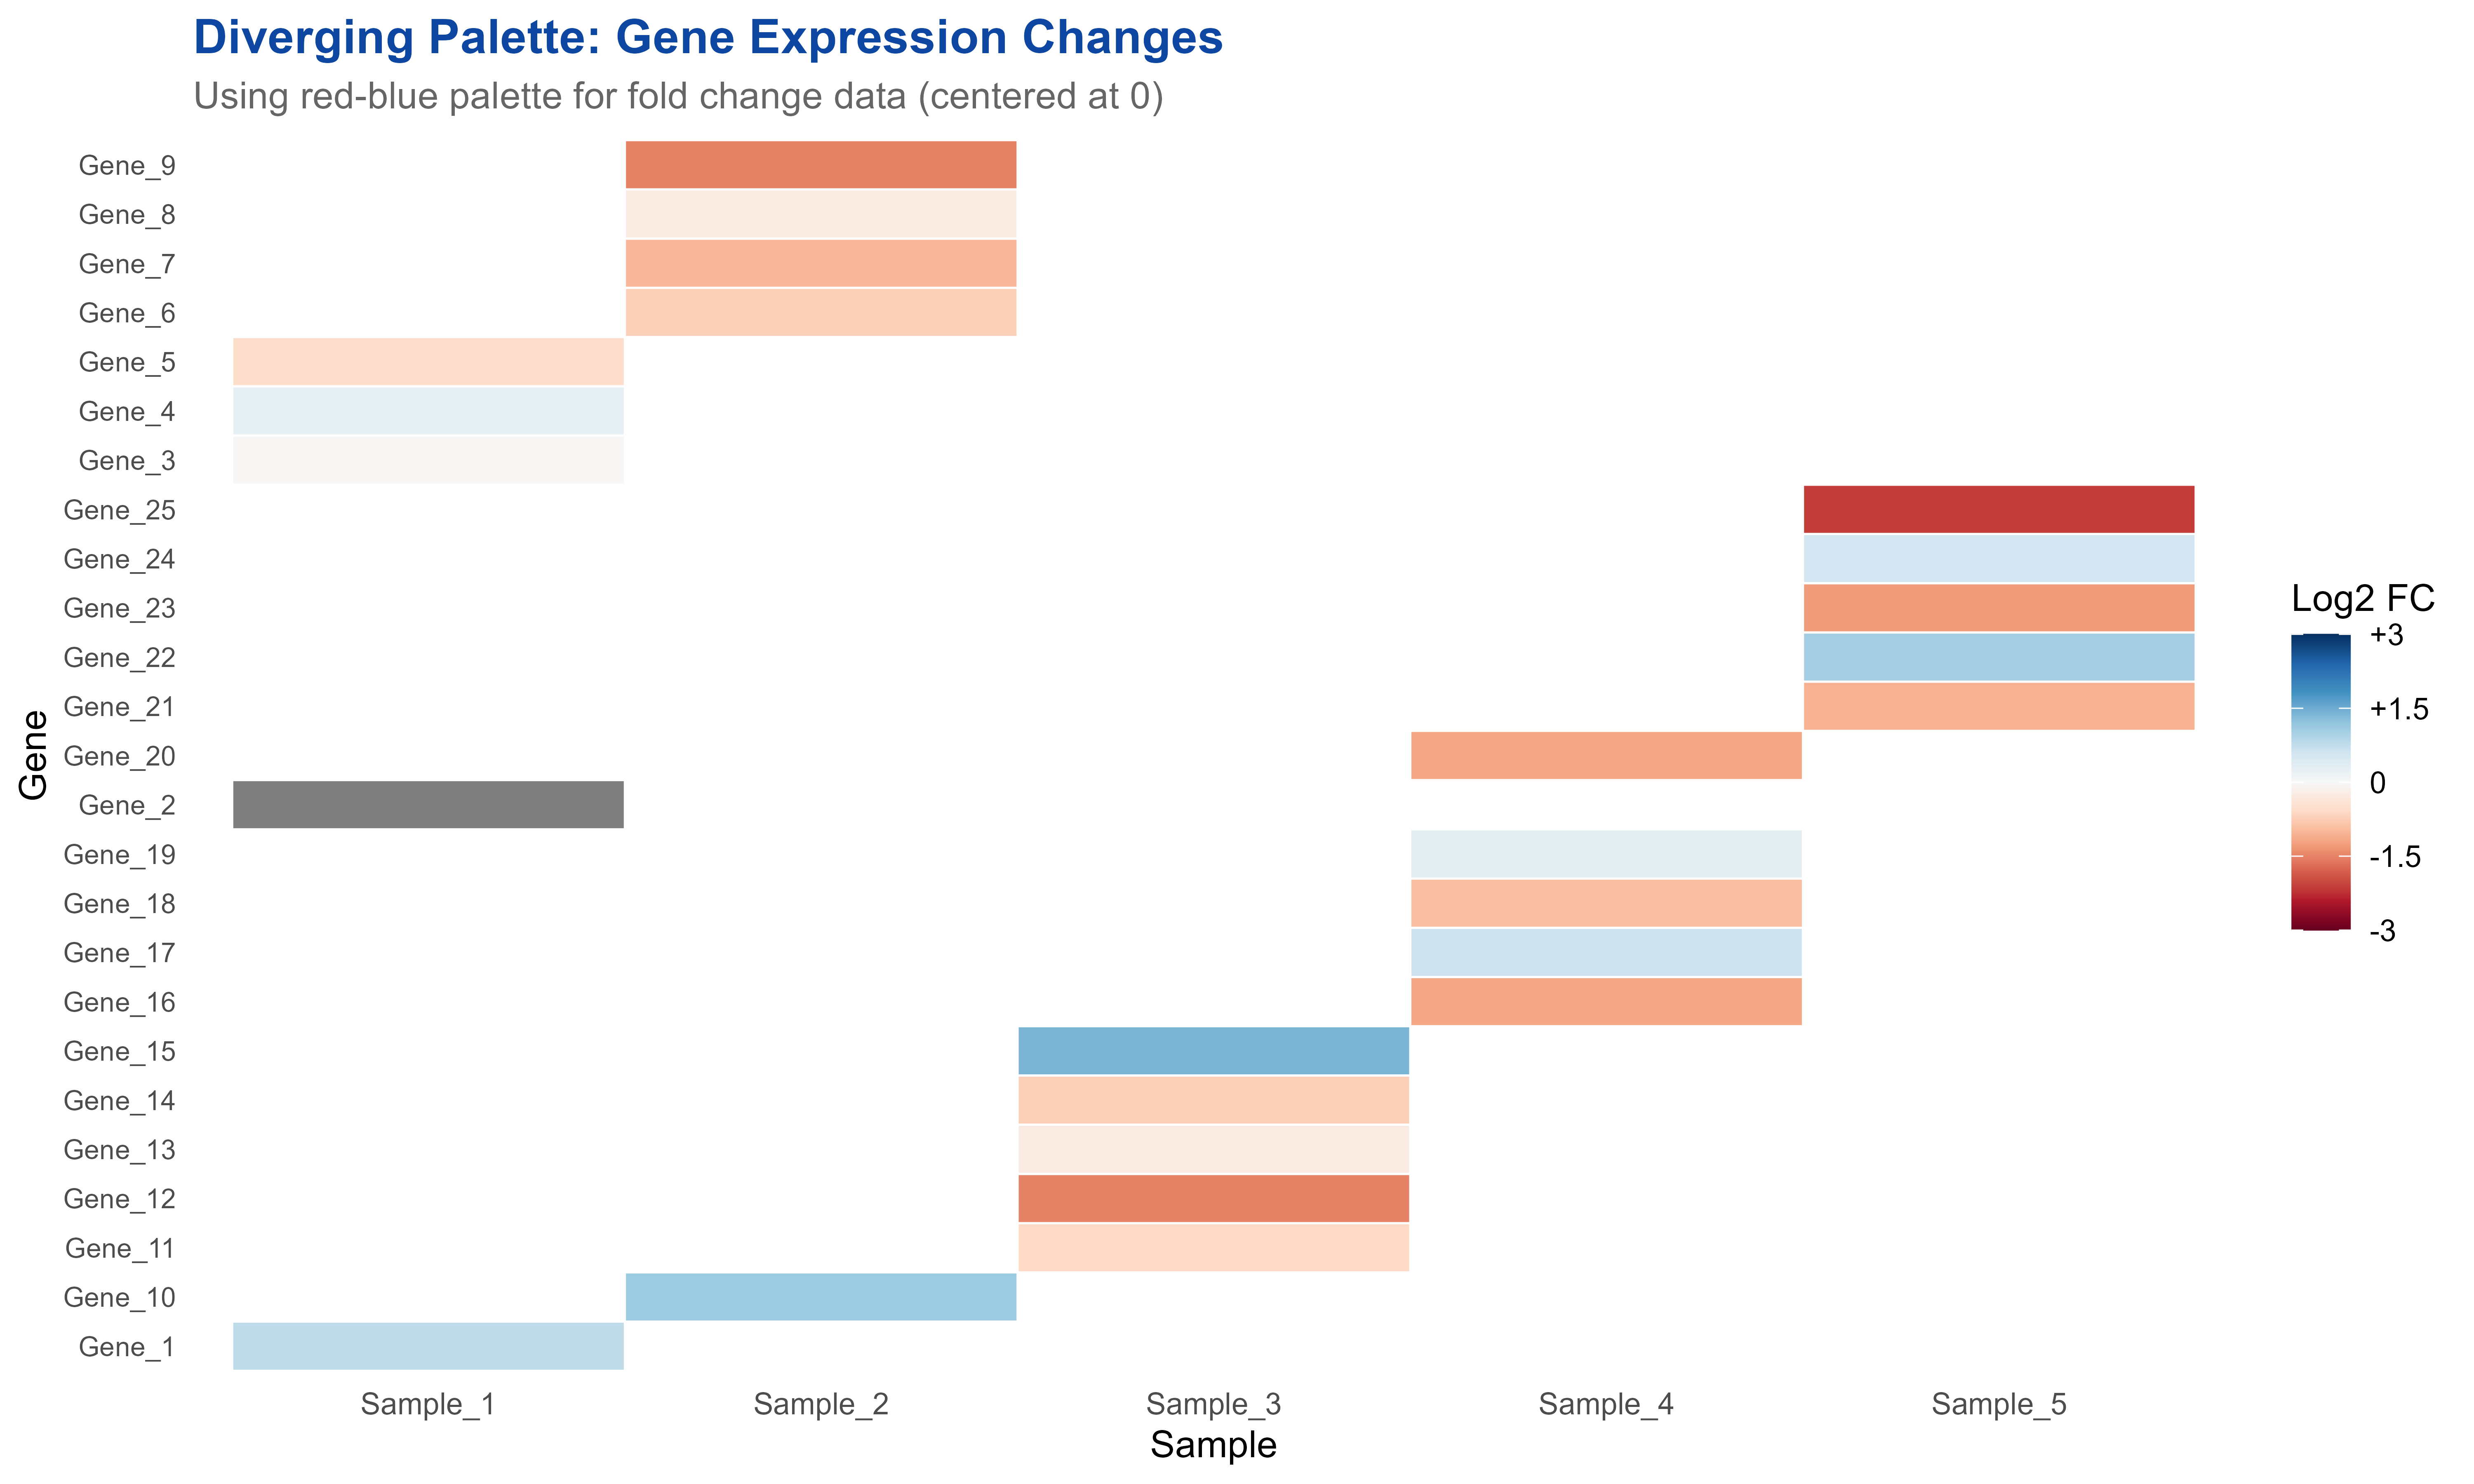 Diverging Palette: Gene Expression Changes
Using red-blue palette for fold change data (centered at 0)
Gene
Gene_9
Gene_8
Gene_7
Gene_6
Gene_5
Gene_4
Gene_3
Gene_25
Gene_24
Gene_23
Gene_22
Gene_21
Gene_20
Gene_2
Gene_19
Gene_18
Gene_17
Gene_16
Gene_15
Gene_14
Gene_13
Gene_12
Gene_11
Gene_10
Gene_1
Sample_1 Sample_2 Sample_3 Sample_4 Sample_5
Sample
Log2 FC
+3
+1.5
0
-1.5
-3